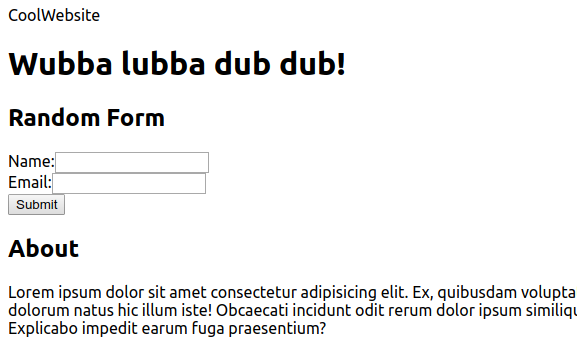 CoolWebsite
Wubba lubba dub dub!
Random Form
Name:
Email:
Submit
About
Lorem ipsum dolor sit amet consectetur adipisicing elit. Ex, quibusdam volupta
dolorum natus hic illum iste! Obcaecati incidunt odit rerum dolor ipsum similiqu
Explicabo impedit earum fuga praesentium?